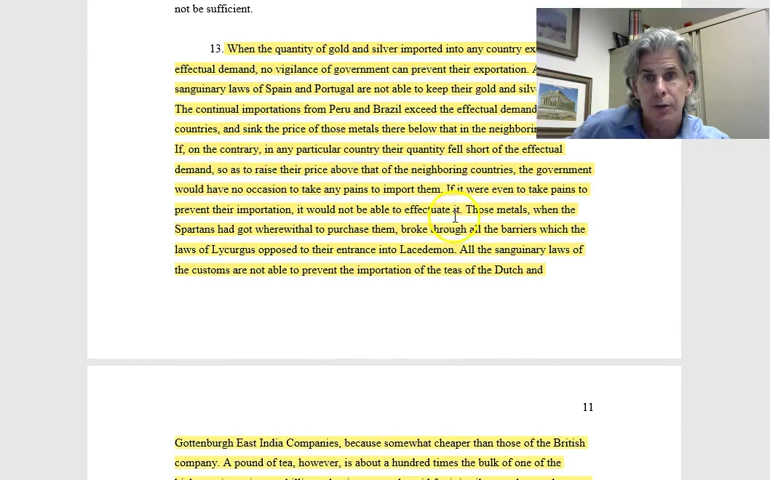 not be sufficient.
13. When the quantity of gold and silver imported into any country
effectual demand, no vigilance of government can prevent their exportation.
sanguinary laws of Spain and Portugal are not able to keep their gold and
The continual importations from Peru and Brazil exceed the effectual demand
countries, and sink the price of those metals there below that in the
If, on the contrary, in any particular country their quantity fell short of the effectual
demand, so as to raise their price above that of the neighboring countries, the government
would have no occasion to take any pains to import them. If it were even to take pains to
prevent their importation, it would not be able to effectuate it. Those metals, when the
Spartans had got wherewithal to purchase them, broke through all the barriers which the
laws of Lycurgus opposed to their entrance into Lacedemon. All the sanguinary laws of
the customs are not able to prevent the importation of the teas of the Dutch and
11
Gottenburgh East India Companies, because somewhat cheaper than those of the British
company. A pound of tea, however, is about a hundred times the bulk of one of the